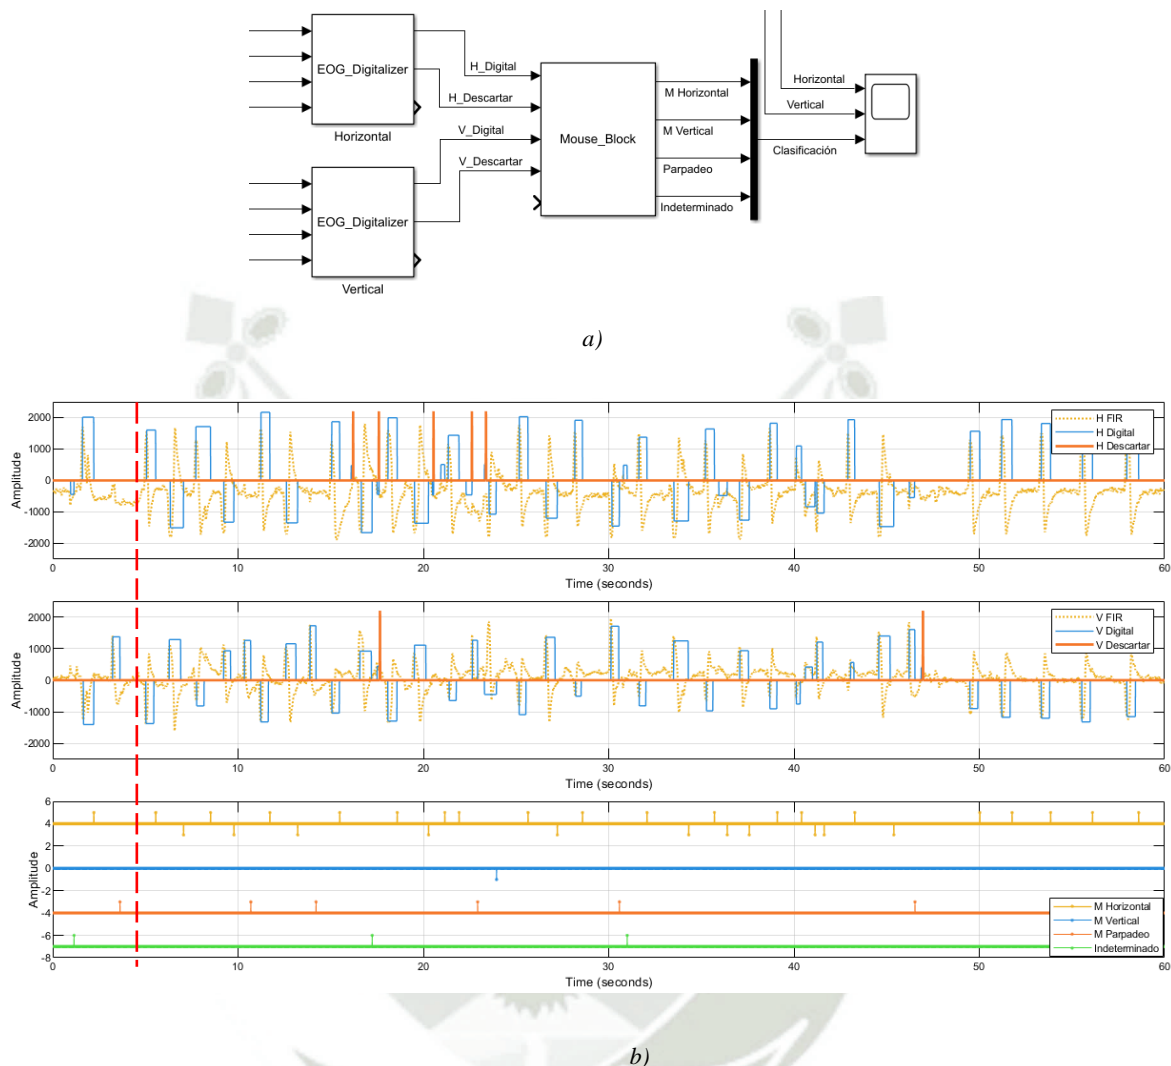 EOG_Digitalizer
Horizontal
H_Digital
H_Descartar
V_Digital
V_Descartar
EOG_Digitalizer
Vertical
Mouse_Block
M Horizontal
M Vertical
Parpadeo
Indeterminado
Horizontal
Vertical
Clasificación
a)
Amplitude
2000
1000
0
-1000
-2000
H FIR
H Digital
H Descartar
0 10 20 30 40 50 60
Time (seconds)
Amplitude
2000
1000
0
-1000
-2000
V FIR
V Digital
V Descartar
0 10 20 30 40 50 60
Time (seconds)
Amplitude
6
4
2
0
-2
-4
-6
-8
M Horizontal
M Vertical
M Parpadeo
Indeterminado
0 10 20 30 40 50 60
Time (seconds)
b)